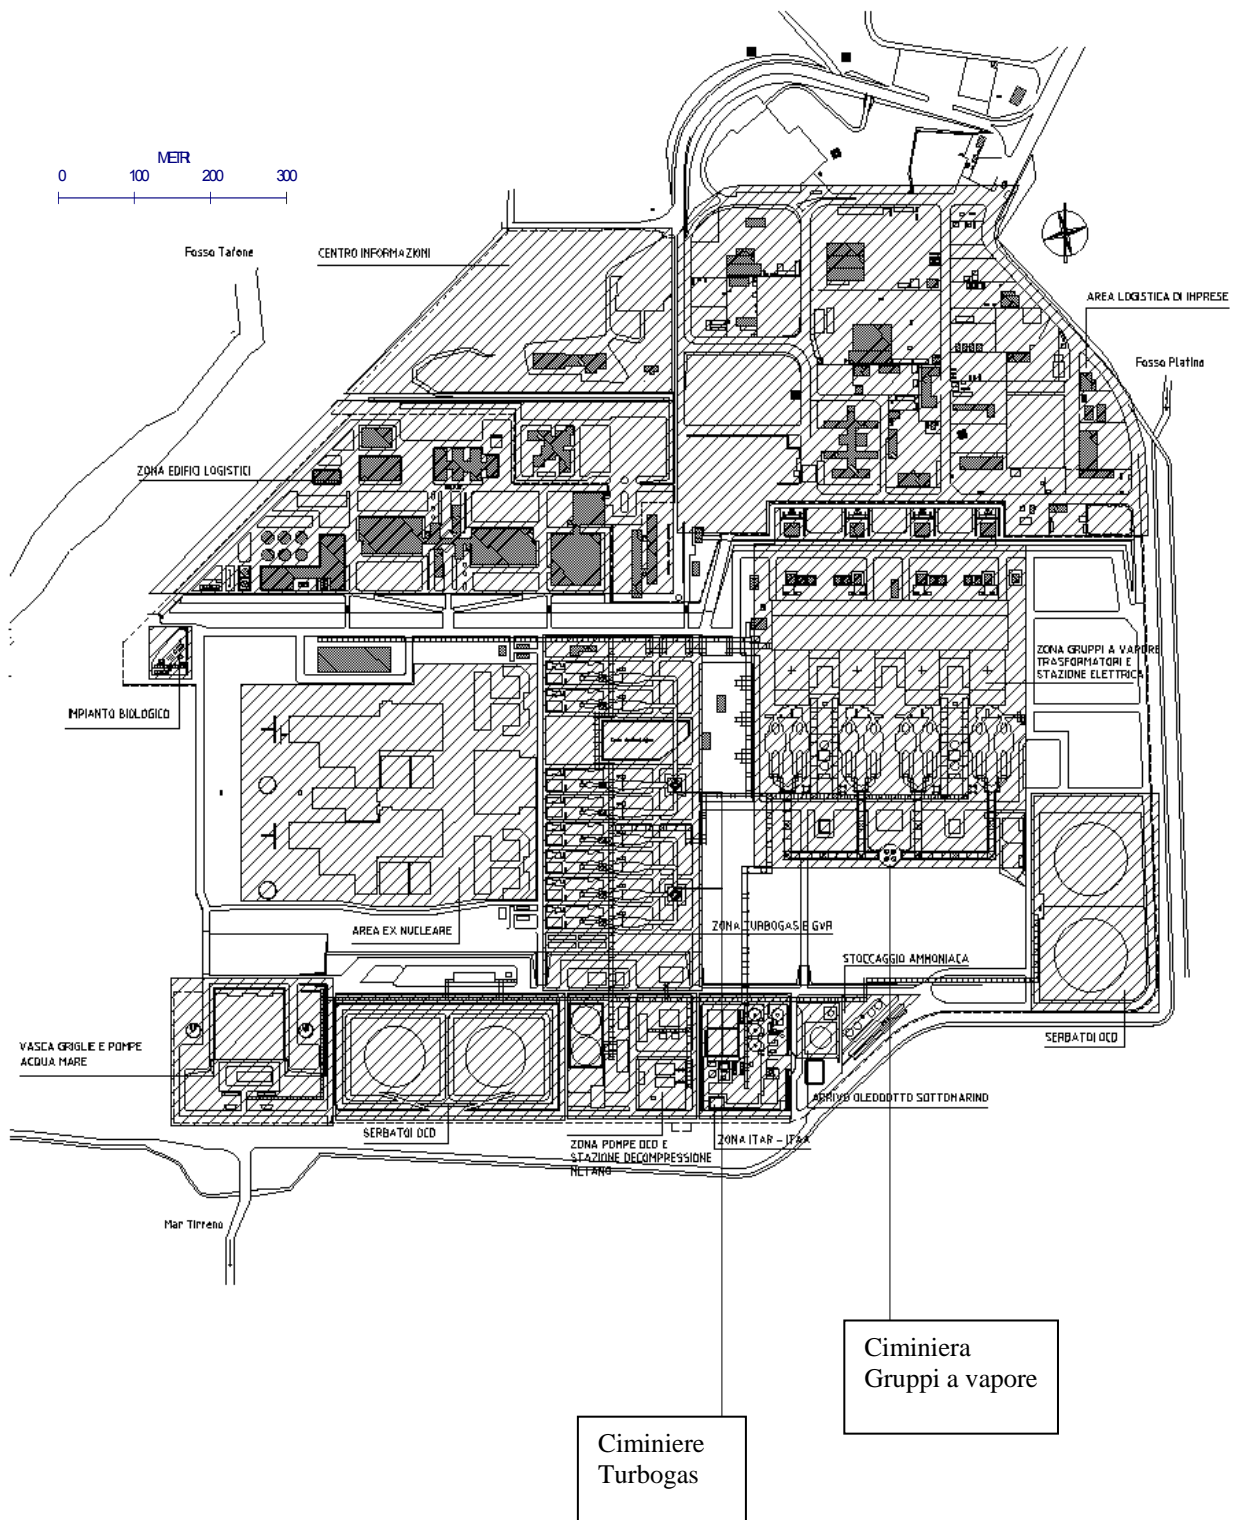 METRI
0 100 200 300
Fosso Tafone
CENTRO INFORMAZIONI
AREA LOGISTICA DI IMPRESE
Fosso Platino
ZONA EDIFICI LOGISTICI
ZONA GRUPPI A VAPORE
TRASFORMATORI E
STAZIONE ELETTRICA
IMPIANTO BIOLOGICO
AREA EX NUCLEARE
ZONA TURBOGAS E GVR
STOCCAGGIO AMMONIACA
VASCA GRIGLIE E POMPE
ACQUA MARE
SERBATOI OCD
ARRIVO OLEODOTTO SOTTOMARINO
SERBATOI OCD
ZONA POMPE OCD E
STAZIONE DECOMPRESSIONE
METANO
ZONA ITAR - ITAA
Mar Tirreno
Ciminiera
Gruppi a vapore
Ciminiere
Turbogas